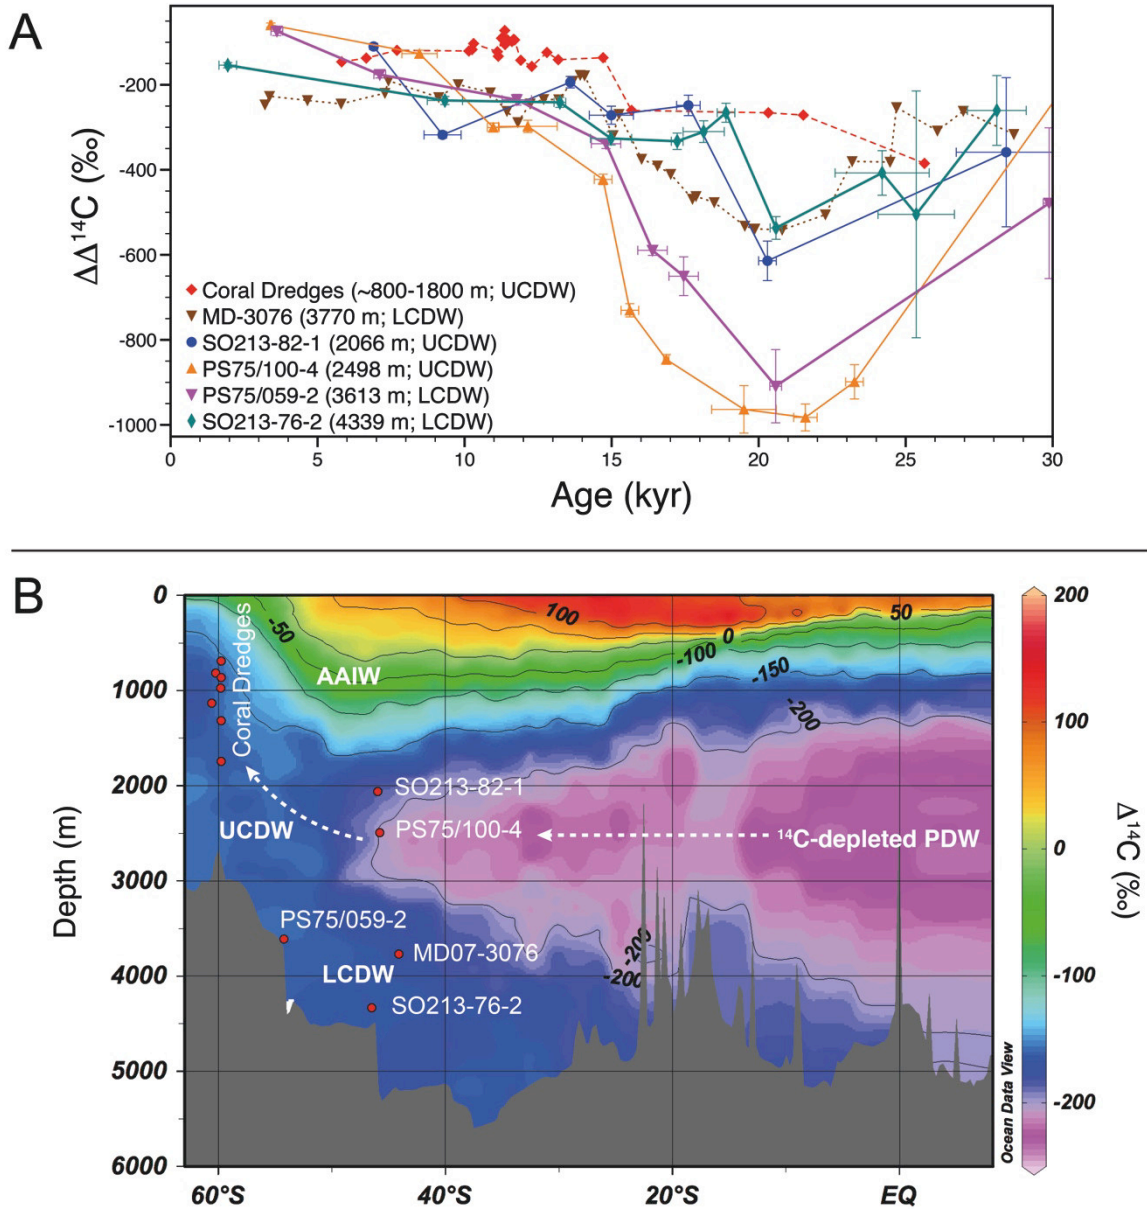 A
ΔΔ¹⁴C (‰)
-200
-400
-600
-800
-1000
Coral Dredges (~800-1800 m; UCDW)
MD-3076 (3770 m; LCDW)
SO213-82-1 (2066 m; UCDW)
PS75/100-4 (2498 m; UCDW)
PS75/059-2 (3613 m; LCDW)
SO213-76-2 (4339 m; LCDW)
0 5 10 15 20 25 30
Age (kyr)
B
Depth (m)
0
1000
2000
3000
4000
5000
6000
-50
100
50
0
-100
-150
-200
AAIW
Coral Dredges
SO213-82-1
UCDW
PS75/100-4
¹⁴C-depleted PDW
PS75/059-2
MD07-3076
LCDW
SO213-76-2
-200
-200
60°S 40°S 20°S EQ
Ocean Data View
200
100
0
-100
-200
Δ¹⁴C (‰)